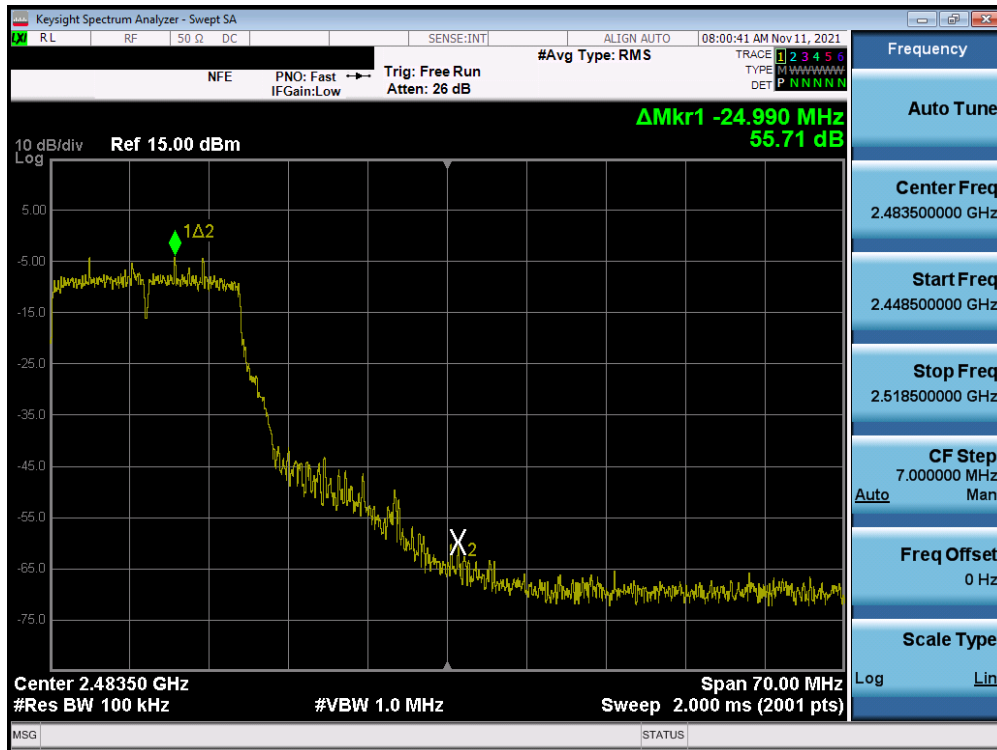 Keysight Spectrum Analyzer - Swept SA
LXI RL RF 50 Ω DC SENSE:INT ALIGN AUTO 08:00:41 AM Nov 11, 2021
NFE PNO: Fast Trig: Free Run #Avg Type: RMS TRACE 1 2 3 4 5 6
IFGain:Low Atten: 26 dB TYPE M WWWWW
DET P N N N N N
ΔMkr1 -24.990 MHz
55.71 dB
10 dB/div Ref 15.00 dBm
Log
5.00
1Δ2
-5.00
-15.0
-25.0
-35.0
-45.0
-55.0
X2
-65.0
-75.0
Center 2.48350 GHz Span 70.00 MHz
#Res BW 100 kHz #VBW 1.0 MHz Sweep 2.000 ms (2001 pts)
MSG STATUS
Frequency
Auto Tune
Center Freq
2.483500000 GHz
Start Freq
2.448500000 GHz
Stop Freq
2.518500000 GHz
CF Step
7.000000 MHz
Auto Man
Freq Offset
0 Hz
Scale Type
Log Lin